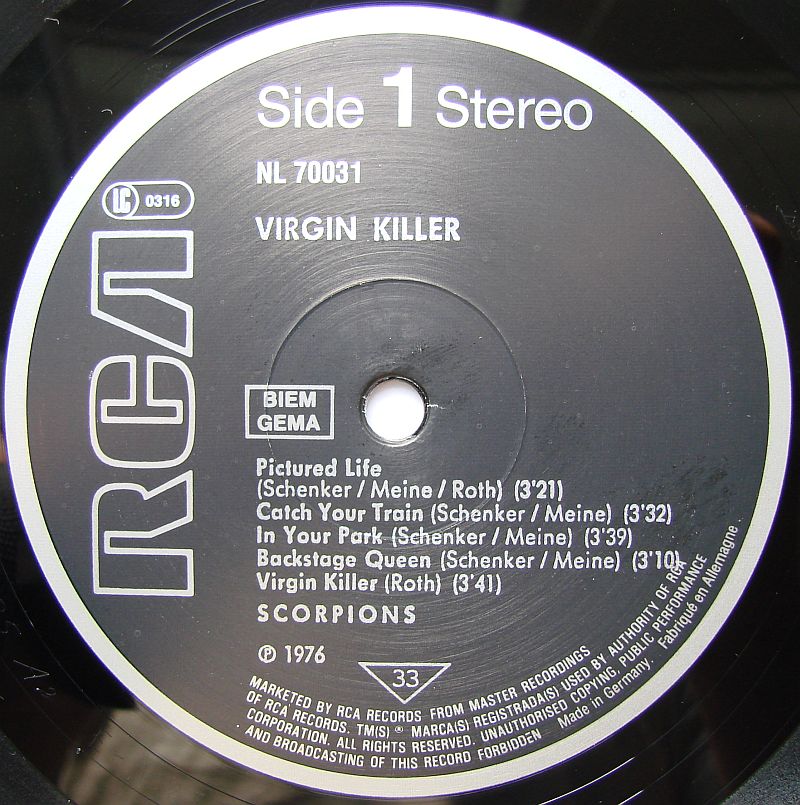 Side 1 Stereo
NL 70031
LC 0316
VIRGIN KILLER
RCA
BIEM
GEMA
Pictured Life
(Schenker / Meine / Roth) (3'21)
Catch Your Train (Schenker / Meine) (3'32)
In Your Park (Schenker / Meine) (3'39)
Backstage Queen (Schenker / Meine) (3'10)
Virgin Killer (Roth) (3'41)
SCORPIONS
℗ 1976
33
MARKETED BY RCA RECORDS FROM MASTER RECORDINGS
OF RCA RECORDS. TM(S) ® MARCA(S) REGISTRADA(S) USED BY AUTHORITY OF RCA
CORPORATION. ALL RIGHTS RESERVED. UNAUTHORISED COPYING, PUBLIC PERFORMANCE
AND BROADCASTING OF THIS RECORD FORBIDDEN Made in Germany. Fabriqué en Allemagne